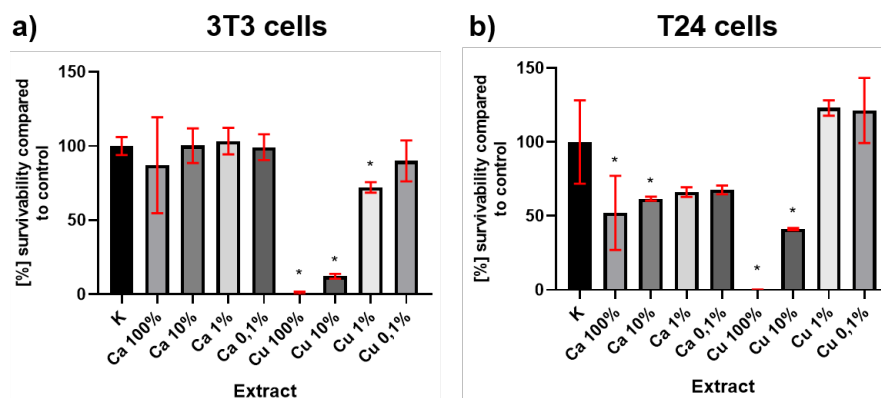 a)
3T3 cells
[%] survivability compared
to control
150
100
50
0
*
*
*
K
Ca 100%
Ca 10%
Ca 1%
Ca 0,1%
Cu 100%
Cu 10%
Cu 1%
Cu 0,1%
Extract
b)
T24 cells
[%] survivability compared
to control
150
100
50
0
*
*
*
*
K
Ca 100%
Ca 10%
Ca 1%
Ca 0,1%
Cu 100%
Cu 10%
Cu 1%
Cu 0,1%
Extract